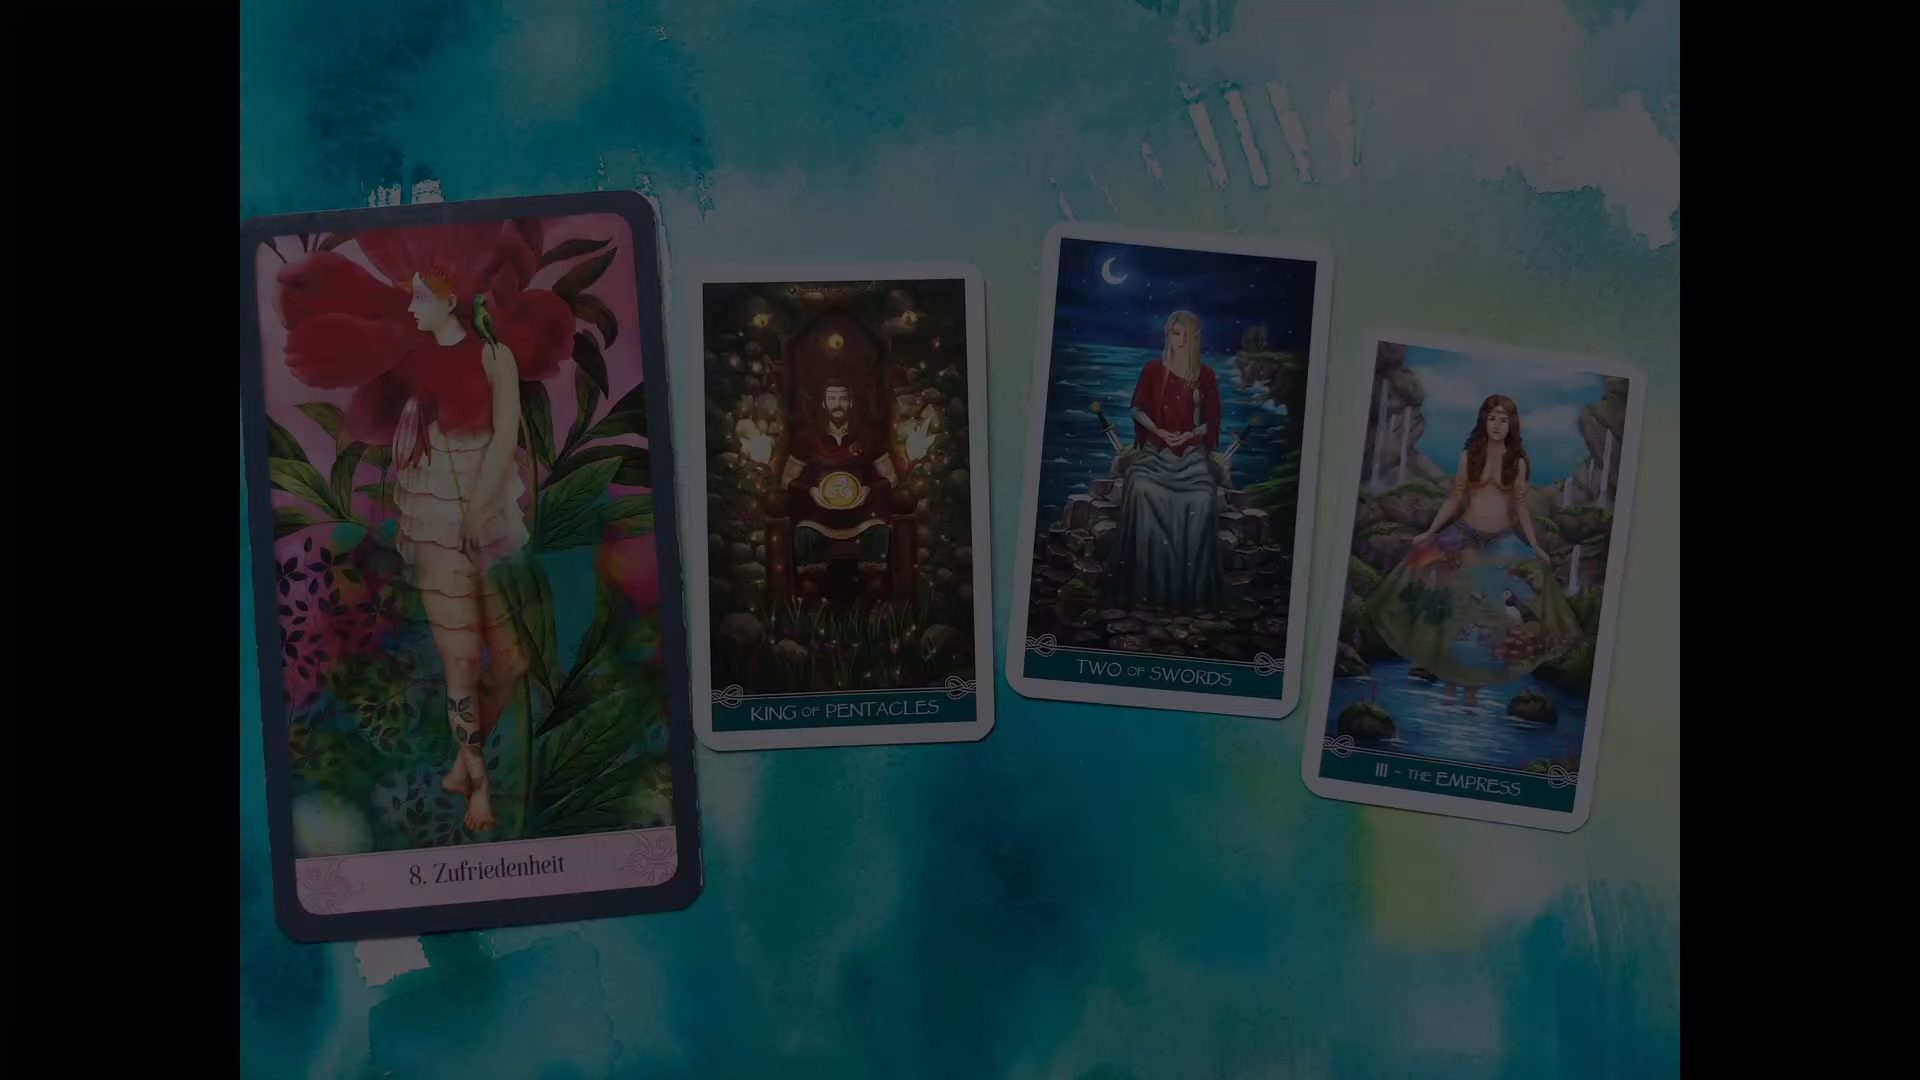 8. Zufriedenheit
KING OF PENTACLES
TWO OF SWORDS
III ~ THE EMPRESS